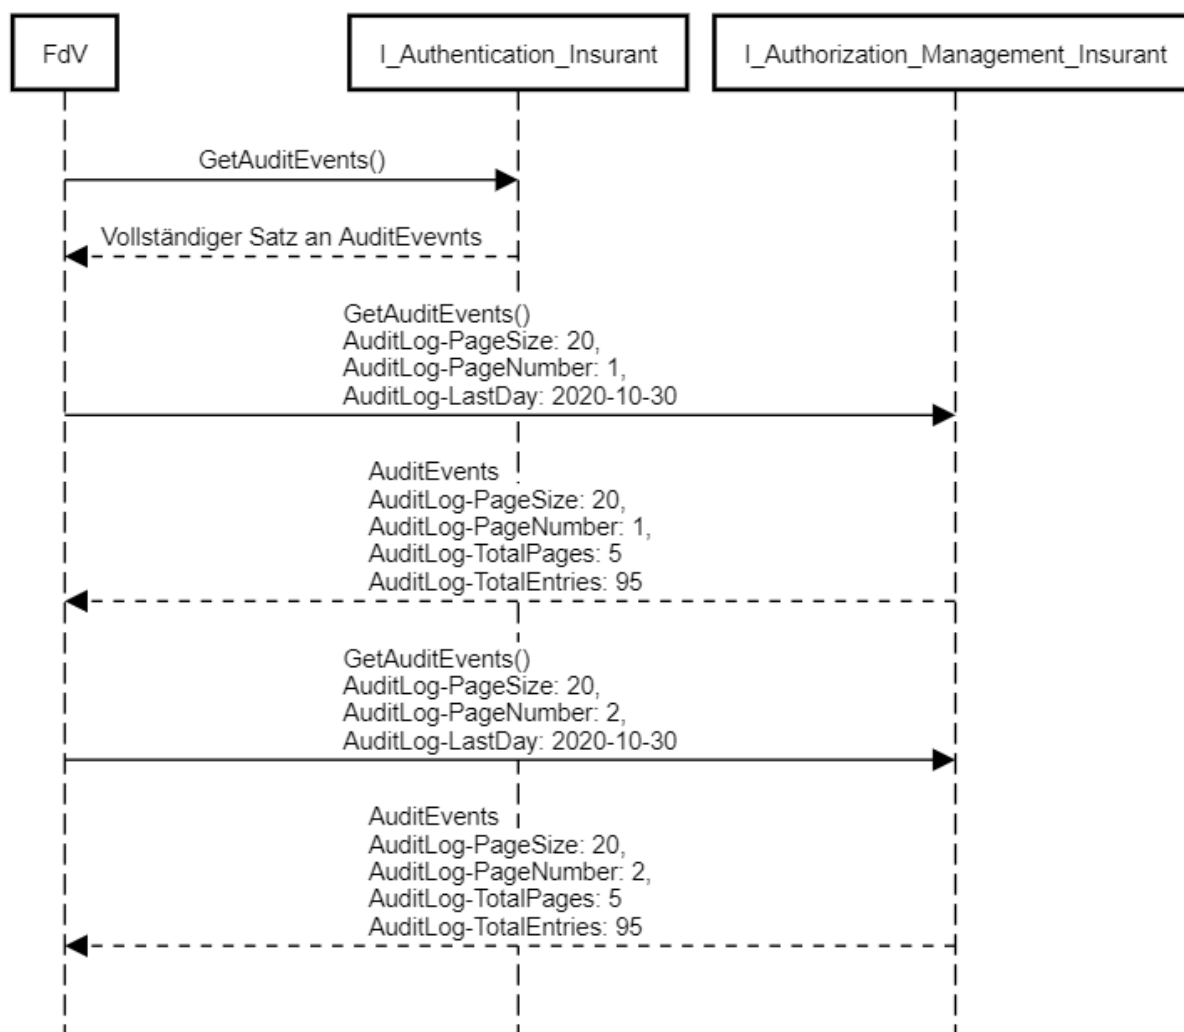 FdV
I_Authentication_Insurant
I_Authorization_Management_Insurant
GetAuditEvents()
Vollständiger Satz an AuditEvevnts
GetAuditEvents()
AuditLog-PageSize: 20,
AuditLog-PageNumber: 1,
AuditLog-LastDay: 2020-10-30
AuditEvents
AuditLog-PageSize: 20,
AuditLog-PageNumber: 1,
AuditLog-TotalPages: 5
AuditLog-TotalEntries: 95
GetAuditEvents()
AuditLog-PageSize: 20,
AuditLog-PageNumber: 2,
AuditLog-LastDay: 2020-10-30
AuditEvents
AuditLog-PageSize: 20,
AuditLog-PageNumber: 2,
AuditLog-TotalPages: 5
AuditLog-TotalEntries: 95